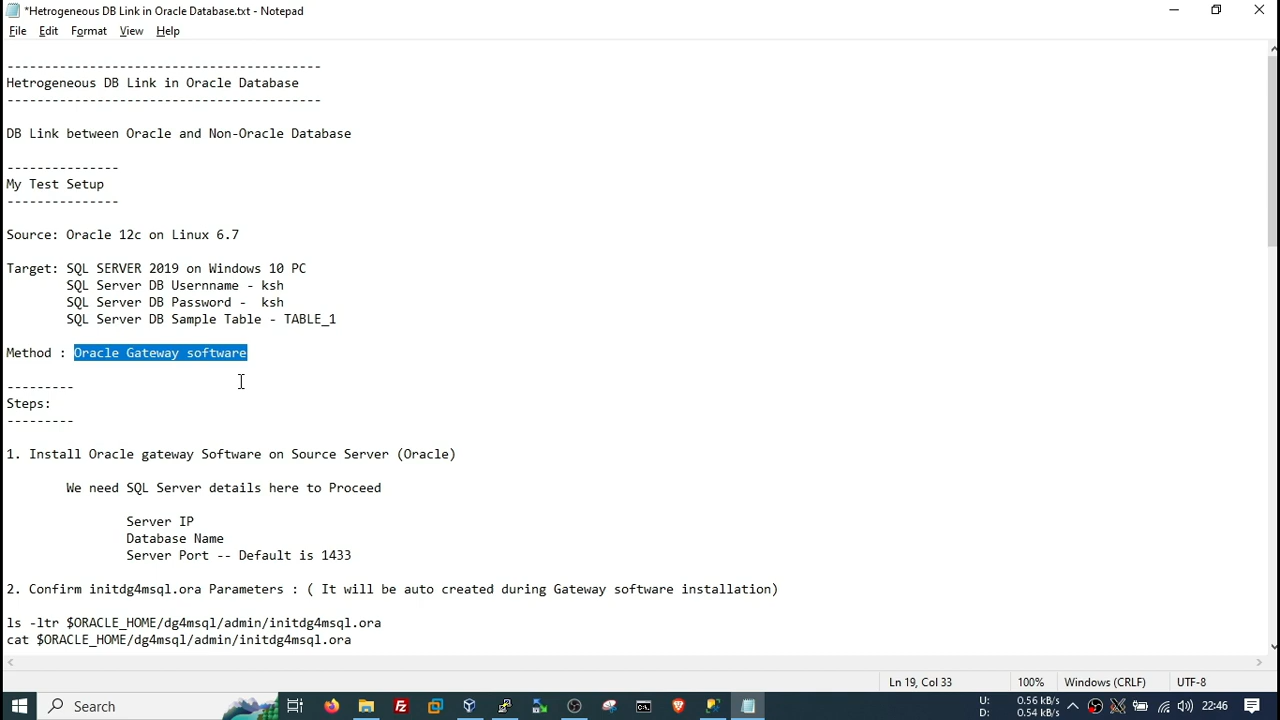 *Hetrogeneous DB Link in Oracle Database.txt - Notepad
File Edit Format View Help
------------------------------------------
Hetrogeneous DB Link in Oracle Database
------------------------------------------
DB Link between Oracle and Non-Oracle Database
---------------
My Test Setup
---------------
Source: Oracle 12c on Linux 6.7
Target: SQL SERVER 2019 on Windows 10 PC
SQL Server DB Usernname - ksh
SQL Server DB Password -  ksh
SQL Server DB Sample Table - TABLE_1
Method : Oracle Gateway software
---------
Steps:
---------
1. Install Oracle gateway Software on Source Server (Oracle)
We need SQL Server details here to Proceed
Server IP
Database Name
Server Port -- Default is 1433
2. Confirm initdg4msql.ora Parameters : ( It will be auto created during Gateway software installation)
ls -ltr $ORACLE_HOME/dg4msql/admin/initdg4msql.ora
cat $ORACLE_HOME/dg4msql/admin/initdg4msql.ora
Ln 19, Col 33 100% Windows (CRLF) UTF-8
Search
U: 0.56 kB/s
D: 0.54 kB/s
22:46